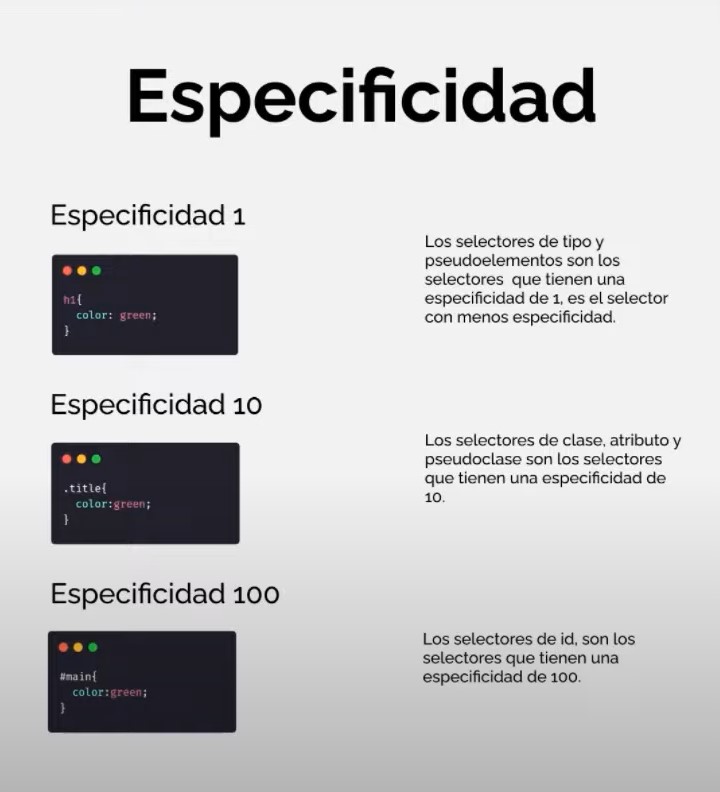 Especificidad
Especificidad 1
h1{
color: green;
}
Los selectores de tipo y
pseudoelementos son los
selectores que tienen una
especificidad de 1, es el selector
con menos especificidad.
Especificidad 10
.title{
color:green;
}
Los selectores de clase, atributo y
pseudoclase son los selectores
que tienen una especificidad de
10.
Especificidad 100
#main{
color:green;
}
Los selectores de id, son los
selectores que tienen una
especificidad de 100.